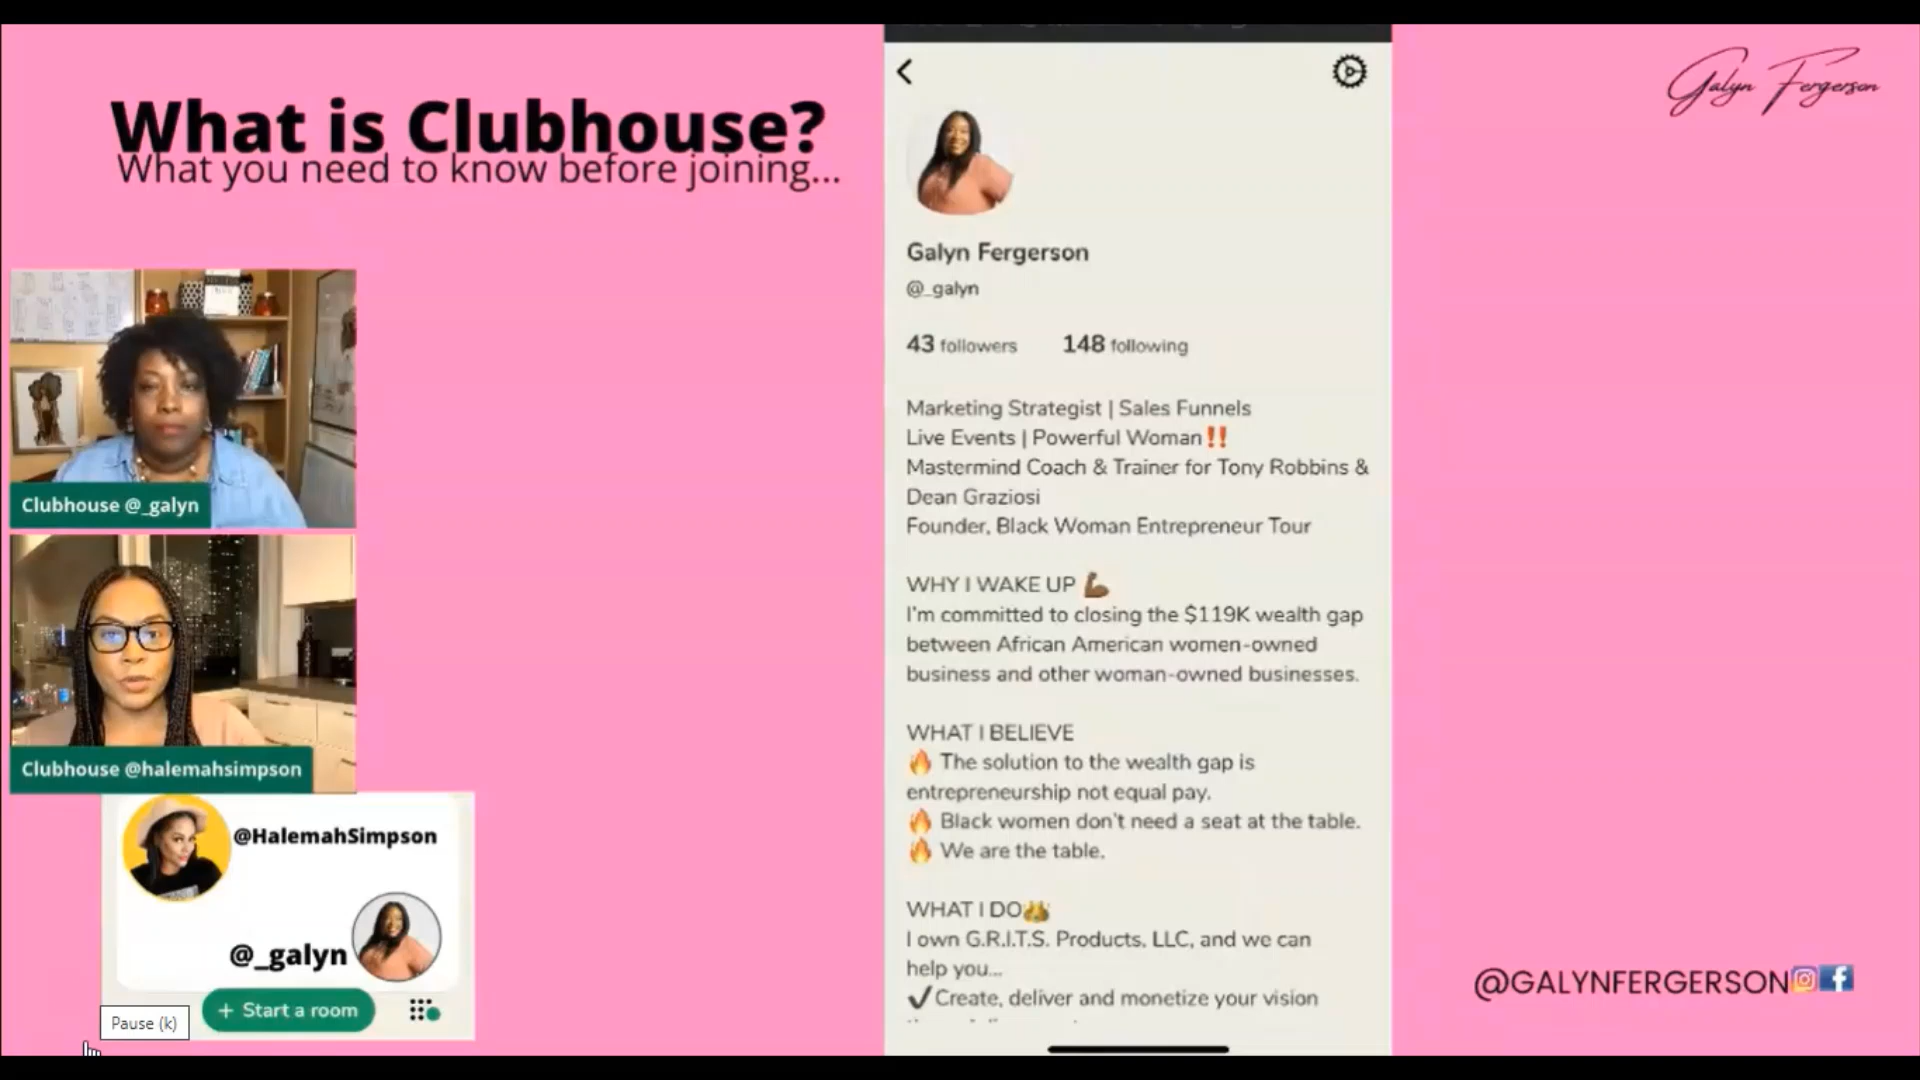 What is Clubhouse?
What you need to know before joining...
Galyn Fergerson
Clubhouse @_galyn
Clubhouse @halemahsimpson
@HalemahSimpson
@_galyn
+ Start a room
Pause (k)
Galyn Fergerson
@_galyn
43 followers 148 following
Marketing Strategist | Sales Funnels
Live Events | Powerful Woman‼️
Mastermind Coach & Trainer for Tony Robbins &
Dean Graziosi
Founder, Black Woman Entrepreneur Tour
WHY I WAKE UP 💪🏾
I'm committed to closing the $119K wealth gap
between African American women-owned
business and other woman-owned businesses.
WHAT I BELIEVE
🔥 The solution to the wealth gap is
entrepreneurship not equal pay.
🔥 Black women don't need a seat at the table.
🔥 We are the table.
WHAT I DO👑
I own G.R.I.T.S. Products, LLC, and we can
help you...
✔Create, deliver and monetize your vision
@GALYNFERGERSON